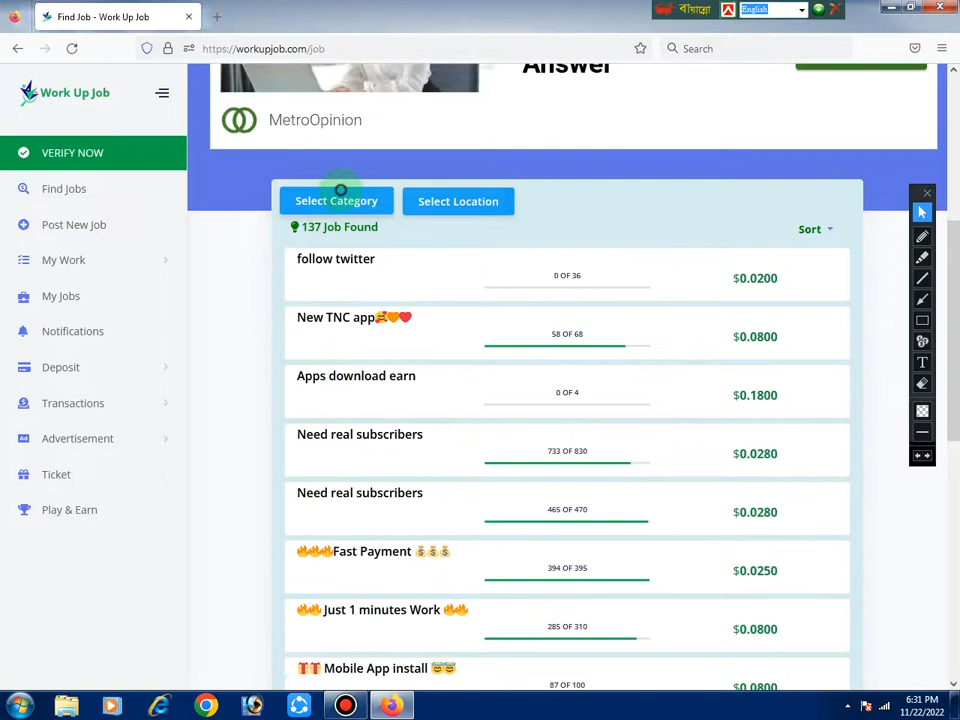 Find Job - Work Up Job
বাঁয়ান্নো
English
https://workupjob.com/job
Search
Work Up Job
Answer
MetroOpinion
VERIFY NOW
Find Jobs
Post New Job
My Work
My Jobs
Notifications
Deposit
Transactions
Advertisement
Ad
Ticket
Play & Earn
Select Category
Select Location
137 Job Found
Sort
follow twitter
0 OF 36
$0.0200
New TNC app🥰🧡❤️
58 OF 68
$0.0800
Apps download earn
0 OF 4
$0.1800
Need real subscribers
733 OF 830
$0.0280
Need real subscribers
465 OF 470
$0.0280
🔥🔥🔥Fast Payment 💰💰💰
394 OF 395
$0.0250
🔥🔥 Just 1 minutes Work 🔥🔥
285 OF 310
$0.0800
🎁🎁 Mobile App install 😇😇
87 OF 100
$0.0800
T
6:31 PM
11/22/2022